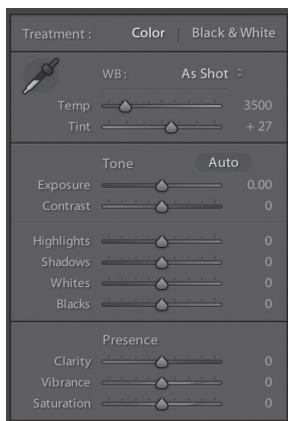 Treatment : Color | Black & White
WB : As Shot
Temp 3500
Tint + 27
Tone Auto
Exposure 0.00
Contrast 0
Highlights 0
Shadows 0
Whites 0
Blacks 0
Presence
Clarity 0
Vibrance 0
Saturation 0